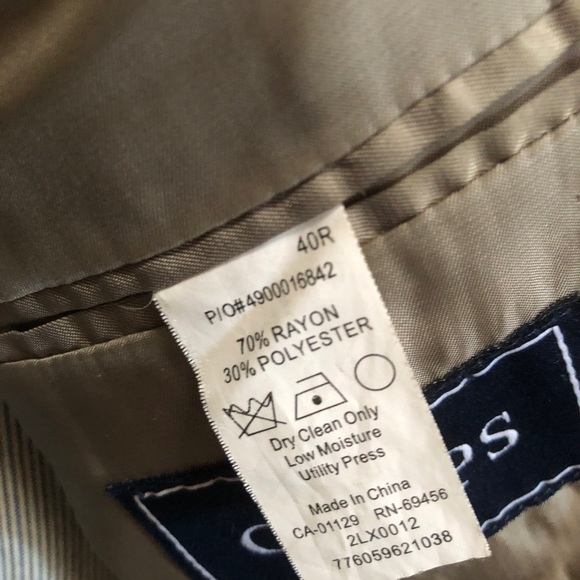 40R
P/O#4900016842
70% RAYON
30% POLYESTER
Dry Clean Only
Low Moisture
Utility Press
Made In China
CA-01129 RN-69456
2LX0012
776059621038